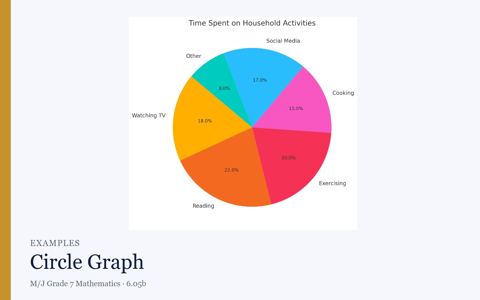 Time Spent on Household Activities
Social Media
Other
17.0%
8.0%
Cooking
15.0%
Watching TV
18.0%
20.0%
22.0%
Exercising
Reading
EXAMPLES
Circle Graph
M/J Grade 7 Mathematics · 6.05b